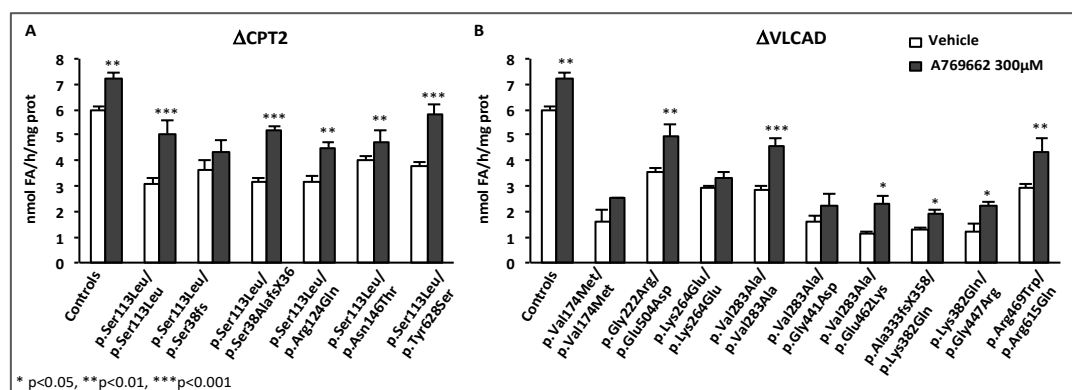 A
ΔCPT2
nmol FA/h/mg prot
8
7
6
5
4
3
2
1
0
**
***
***
**
**
***
Controls
p.Ser113Leu/
p.Ser113Leu
p.Ser113Leu/
p.Ser38fs
p.Ser113Leu/
p.Ser38AlafsX36
p.Ser113Leu/
p.Arg124Gln
p.Ser113Leu/
p.Asn146Thr
p.Ser113Leu/
p.Tyr628Ser
B
ΔVLCAD
Vehicle
A769662 300µM
nmol FA/h/mg prot
8
7
6
5
4
3
2
1
0
**
**
***
*
*
*
**
Controls
p.Val174Met/
p.Val174Met
p.Gly222Arg/
p.Glu504Asp
p.Lys264Glu/
p.Lys264Glu
p.Val283Ala/
p.Val283Ala
p.Val283Ala/
p.Gly441Asp
p.Val283Ala/
p.Glu462Lys
p.Ala333fsX358/
p.Lys382Gln
p.Lys382Gln/
p.Gly447Arg
p.Arg469Trp/
p.Arg615Gln
* p<0.05, **p<0.01, ***p<0.001